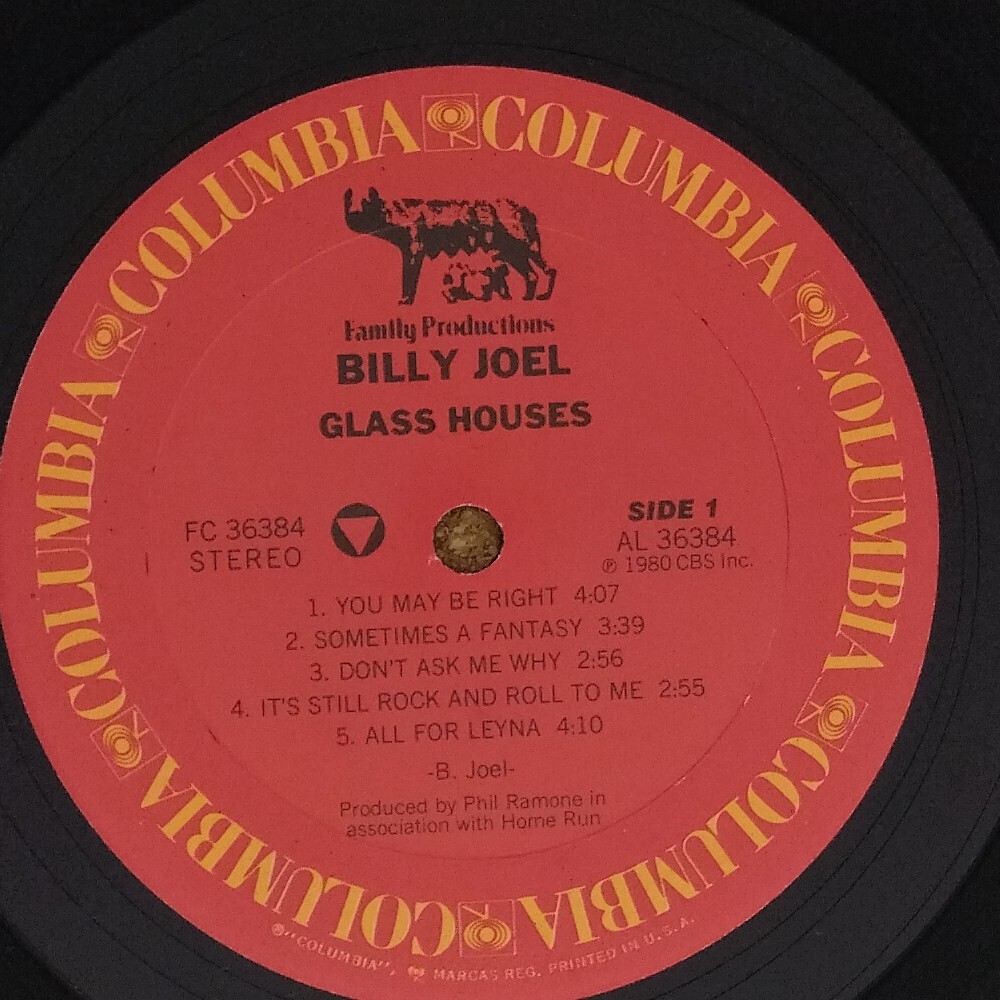 COLUMBIA COLUMBIA COLUMBIA COLUMBIA COLUMBIA COLUMBIA
Family Productions
BILLY JOEL
GLASS HOUSES
FC 36384
STEREO
SIDE 1
AL 36384
℗ 1980 CBS Inc.
1. YOU MAY BE RIGHT 4:07
2. SOMETIMES A FANTASY 3:39
3. DON'T ASK ME WHY 2:56
4. IT'S STILL ROCK AND ROLL TO ME 2:55
5. ALL FOR LEYNA 4:10
-B. Joel-
Produced by Phil Ramone in
association with Home Run
®"COLUMBIA", MARCAS REG. PRINTED IN U.S.A.